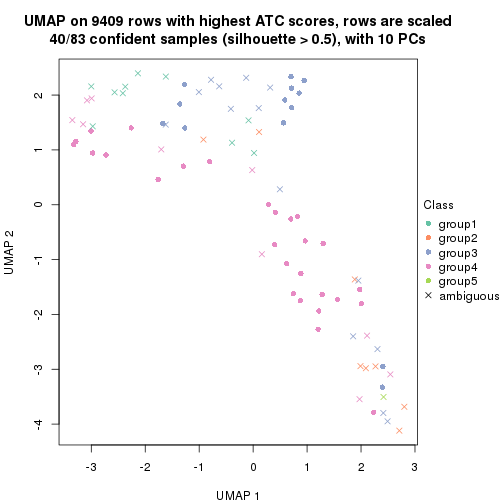 UMAP on 9409 rows with highest ATC scores, rows are scaled
40/83 confident samples (silhouette > 0.5), with 10 PCs
UMAP 2
2
1
0
-1
-2
-3
-4
-3
-2
-1
0
1
2
3
UMAP 1
Class
group1
group2
group3
group4
group5
ambiguous